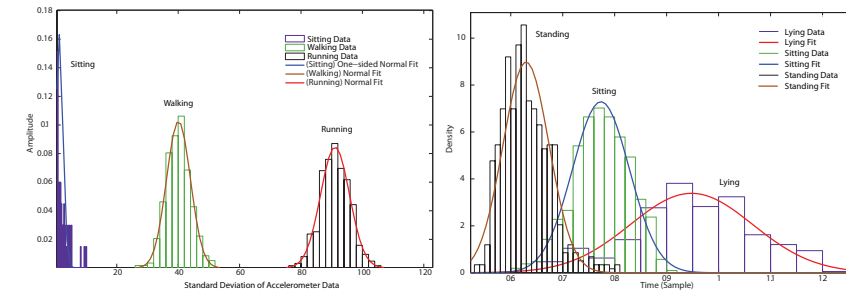 0.18
0.16
0.14
0.12
0.1
0.08
0.06
0.04
0.02
Amplitude
20
40
60
80
100
120
Standard Deviation of Accelerometer Data
Sitting
Walking
Running
Sitting Data
Walking Data
Running Data
(Sitting) One-sided Normal Fit
(Walking) Normal Fit
(Running) Normal Fit
10
8
6
4
2
0
Density
06
07
08
09
1
11
12
Time (Sample)
Standing
Sitting
Lying
Lying Data
Lying Fit
Sitting Data
Sitting Fit
Standing Data
Standing Fit